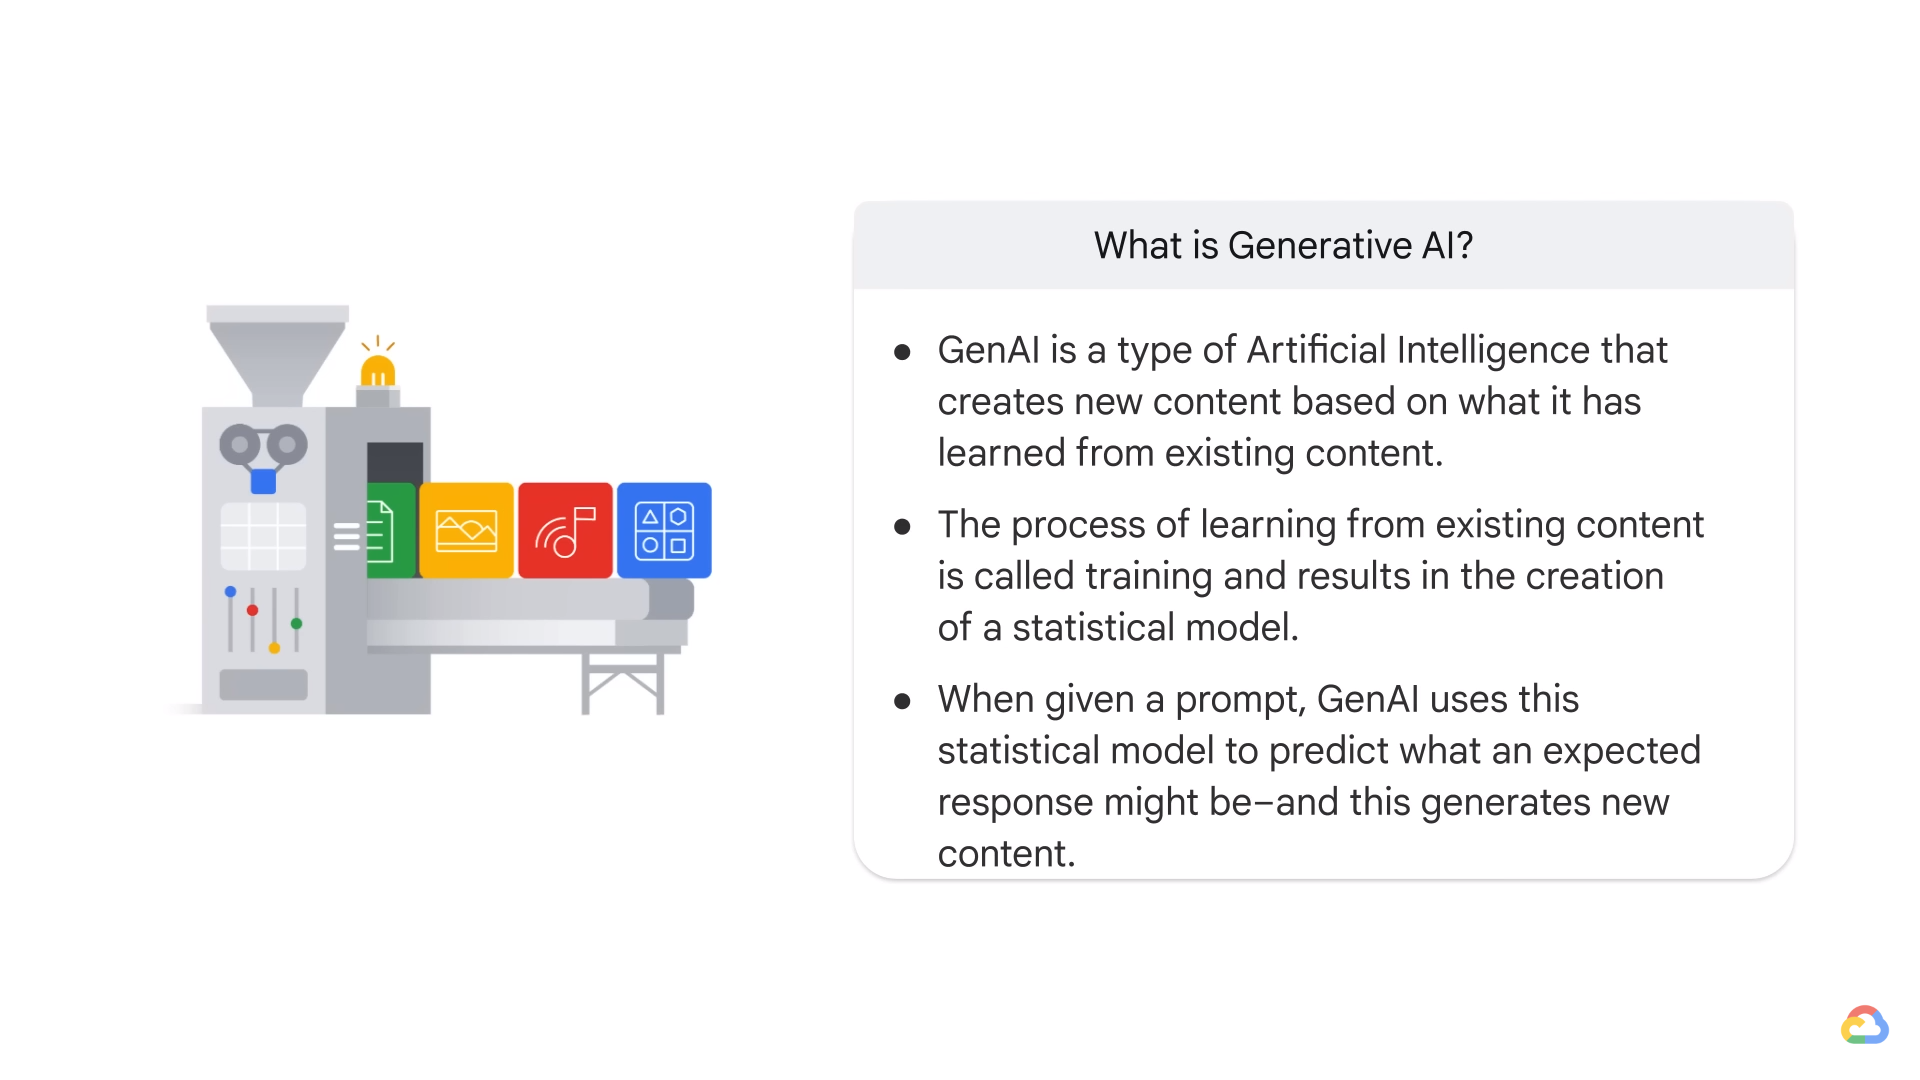 What is Generative AI?
● GenAI is a type of Artificial Intelligence that
creates new content based on what it has
learned from existing content.
● The process of learning from existing content
is called training and results in the creation
of a statistical model.
● When given a prompt, GenAI uses this
statistical model to predict what an expected
response might be–and this generates new
content.